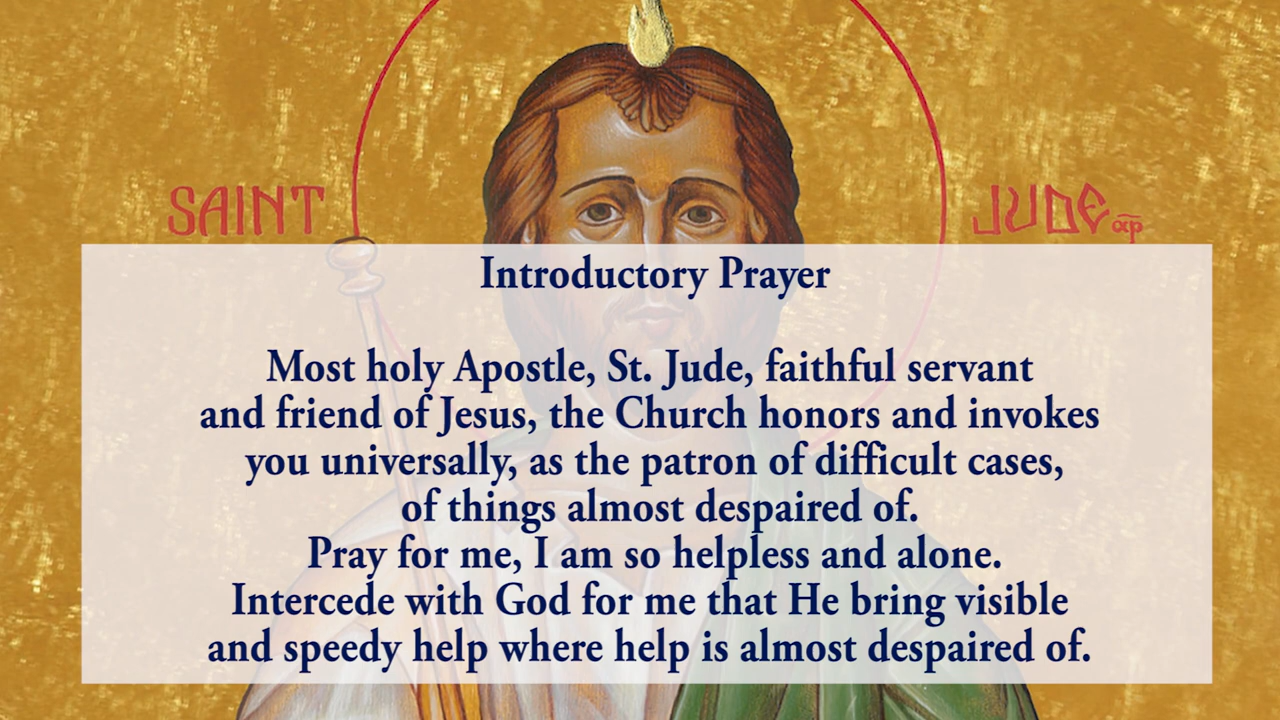 SAINT
JUDE αρ
Introductory Prayer
Most holy Apostle, St. Jude, faithful servant
and friend of Jesus, the Church honors and invokes
you universally, as the patron of difficult cases,
of things almost despaired of.
Pray for me, I am so helpless and alone.
Intercede with God for me that He bring visible
and speedy help where help is almost despaired of.